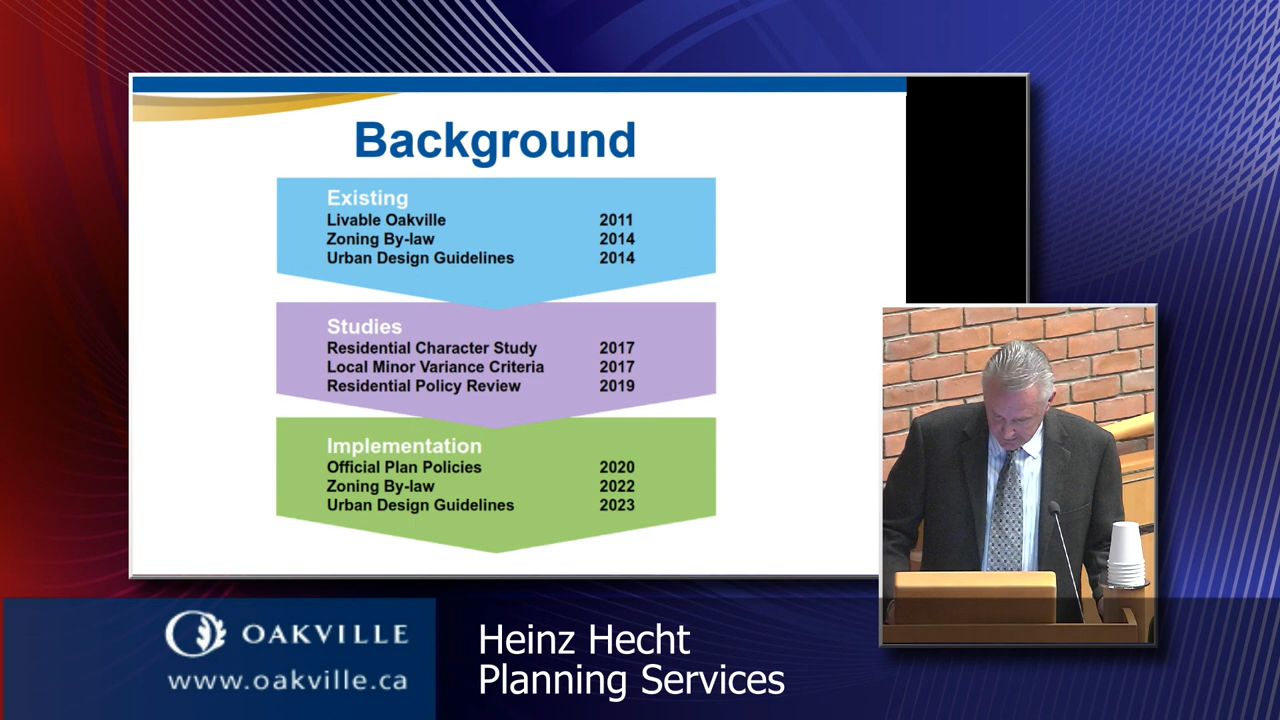 Background
Existing
Livable Oakville 2011
Zoning By-law 2014
Urban Design Guidelines 2014
Studies
Residential Character Study 2017
Local Minor Variance Criteria 2017
Residential Policy Review 2019
Implementation
Official Plan Policies 2020
Zoning By-law 2022
Urban Design Guidelines 2023
OAKVILLE
www.oakville.ca
Heinz Hecht
Planning Services